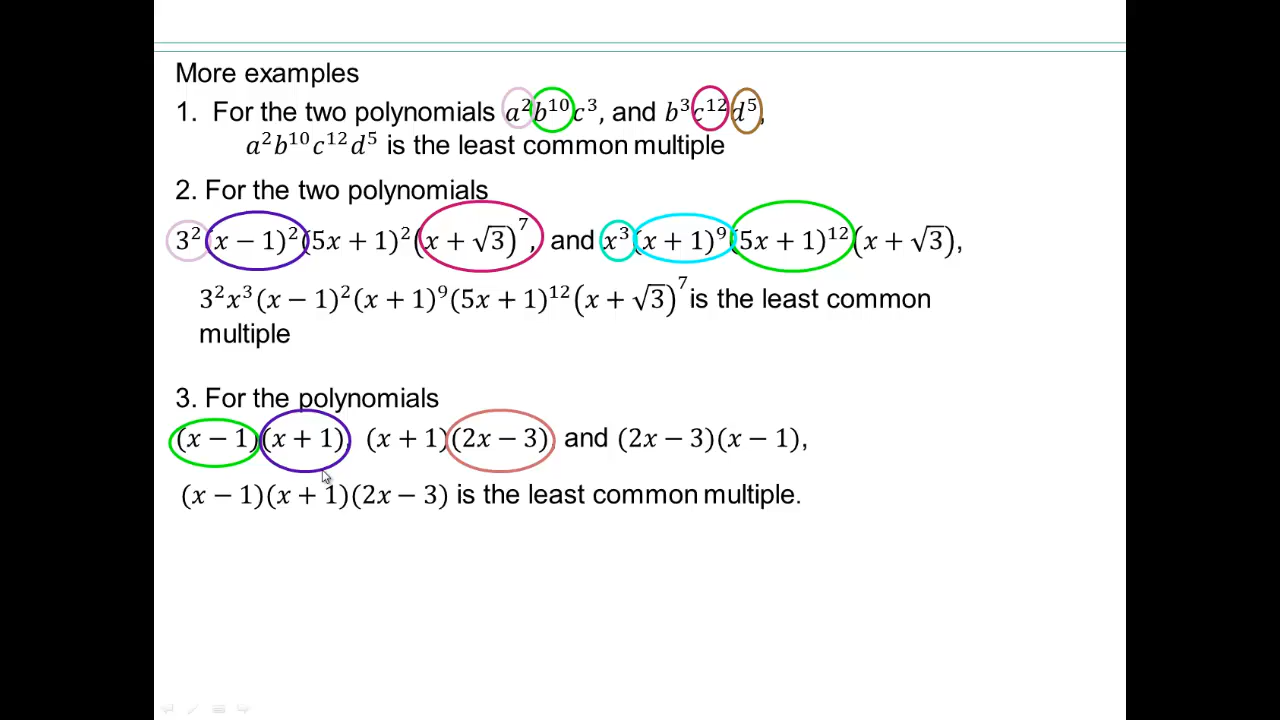 More examples
1. For the two polynomials a²b¹⁰c³, and b³c¹²d⁵,
a²b¹⁰c¹²d⁵ is the least common multiple
2. For the two polynomials
3²(x − 1)²(5x + 1)²(x + √3)⁷, and x³(x + 1)⁹(5x + 1)¹²(x + √3),
3²x³(x − 1)²(x + 1)⁹(5x + 1)¹²(x + √3)⁷is the least common
multiple
3. For the polynomials
(x − 1)(x + 1), (x + 1)(2x − 3), and (2x − 3)(x − 1),
(x − 1)(x + 1)(2x − 3) is the least common multiple.